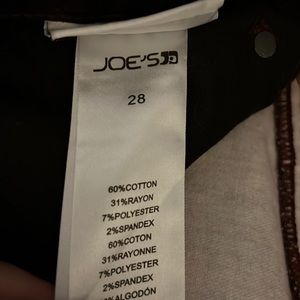 JOE'S
28
60%COTTON
31%RAYON
7%POLYESTER
2%SPANDEX
60%COTON
31%RAYONNE
7%POLYESTER
2%SPANDEX
%ALGODÓN